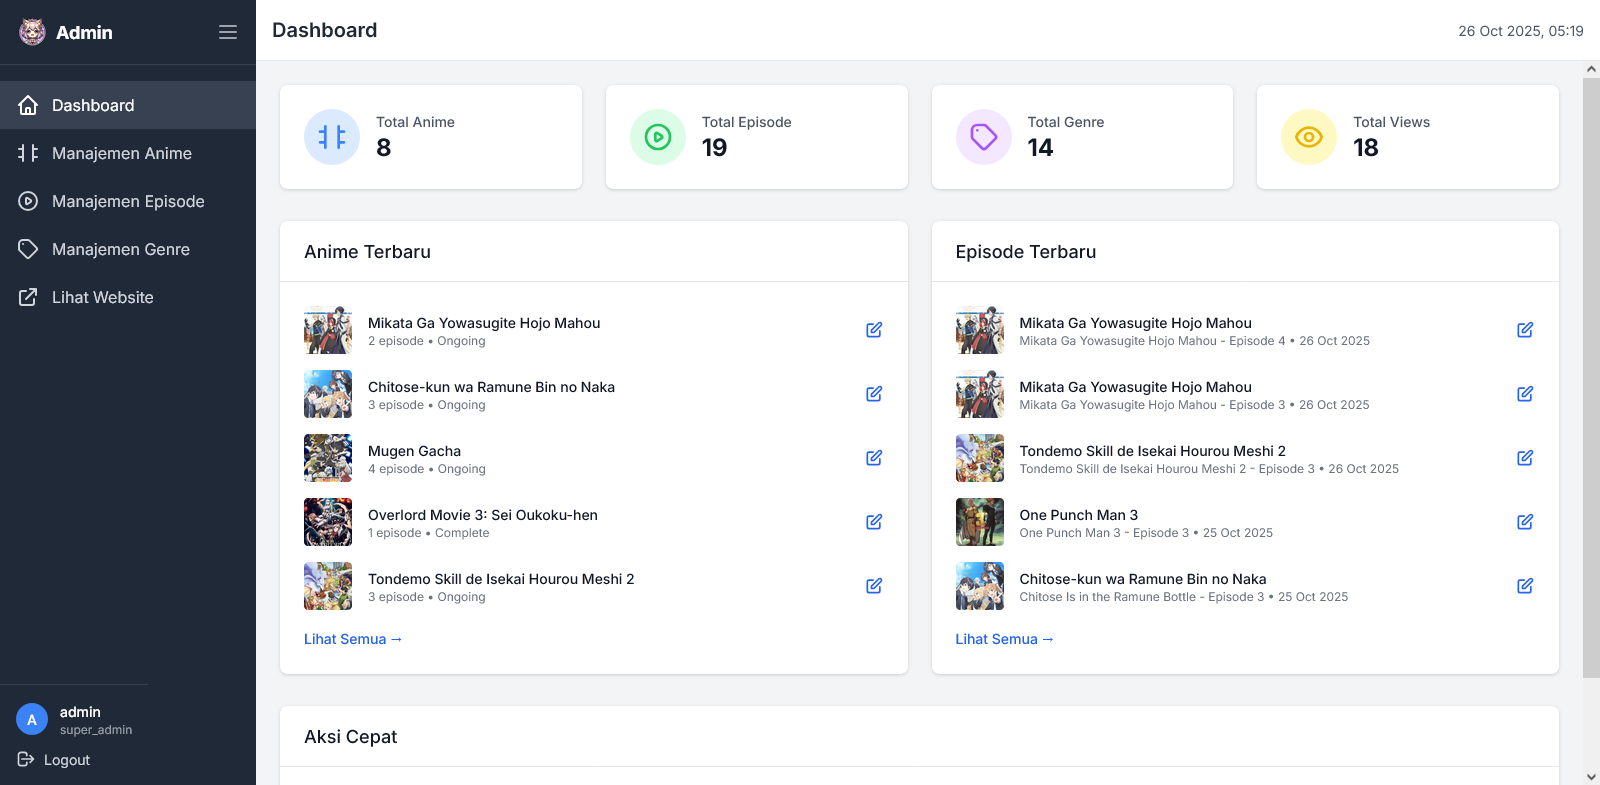 Admin
Dashboard
Manajemen Anime
Manajemen Episode
Manajemen Genre
Lihat Website
A
admin
super_admin
Logout
Dashboard
26 Oct 2025, 05:19
Total Anime
8
Total Episode
19
Total Genre
14
Total Views
18
Anime Terbaru
Mikata Ga Yowasugite Hojo Mahou
2 episode • Ongoing
Chitose-kun wa Ramune Bin no Naka
3 episode • Ongoing
Mugen Gacha
4 episode • Ongoing
Overlord Movie 3: Sei Oukoku-hen
1 episode • Complete
Tondemo Skill de Isekai Hourou Meshi 2
3 episode • Ongoing
Lihat Semua →
Episode Terbaru
Mikata Ga Yowasugite Hojo Mahou
Mikata Ga Yowasugite Hojo Mahou - Episode 4 • 26 Oct 2025
Mikata Ga Yowasugite Hojo Mahou
Mikata Ga Yowasugite Hojo Mahou - Episode 3 • 26 Oct 2025
Tondemo Skill de Isekai Hourou Meshi 2
Tondemo Skill de Isekai Hourou Meshi 2 - Episode 3 • 26 Oct 2025
One Punch Man 3
One Punch Man 3 - Episode 3 • 25 Oct 2025
Chitose-kun wa Ramune Bin no Naka
Chitose Is in the Ramune Bottle - Episode 3 • 25 Oct 2025
Lihat Semua →
Aksi Cepat